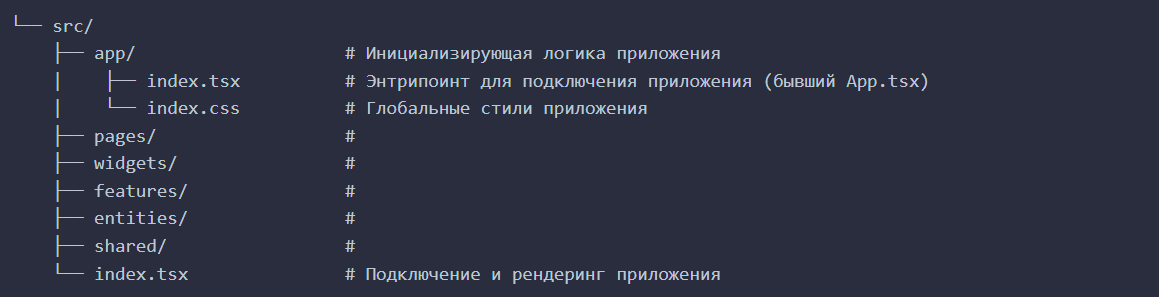 └── src/
    ├── app/                    # Инициализирующая логика приложения
    |    ├── index.tsx          # Энтрипоинт для подключения приложения (бывший App.tsx)
    |    └── index.css          # Глобальные стили приложения
    ├── pages/                  #
    ├── widgets/                #
    ├── features/               #
    ├── entities/               #
    ├── shared/                 #
    └── index.tsx               # Подключение и рендеринг приложения